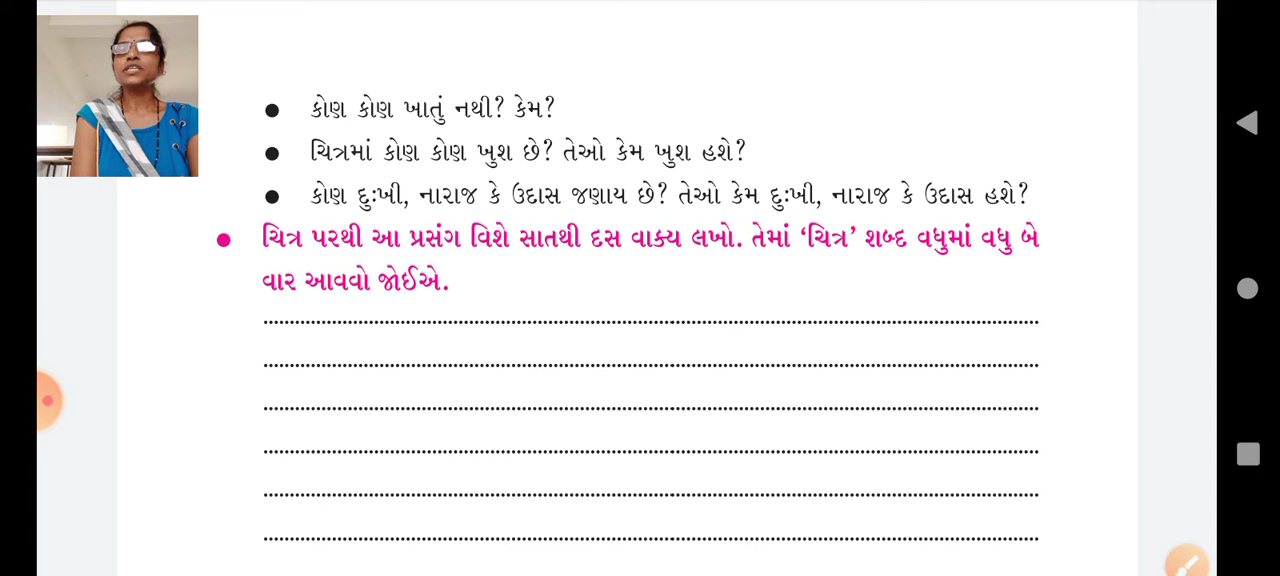 ● કોણ કોણ ખાતું નથી? કેમ?
● ચિત્રમાં કોણ કોણ ખુશ છે? તેઓ કેમ ખુશ હશે?
● કોણ દુઃખી, નારાજ કે ઉદાસ જણાય છે? તેઓ કેમ દુઃખી, નારાજ કે ઉદાસ હશે?
● ચિત્ર પરથી આ પ્રસંગ વિશે સાતથી દસ વાક્ય લખો. તેમાં ‘ચિત્ર’ શબ્દ વધુમાં વધુ બે
વાર આવવો જોઈએ.